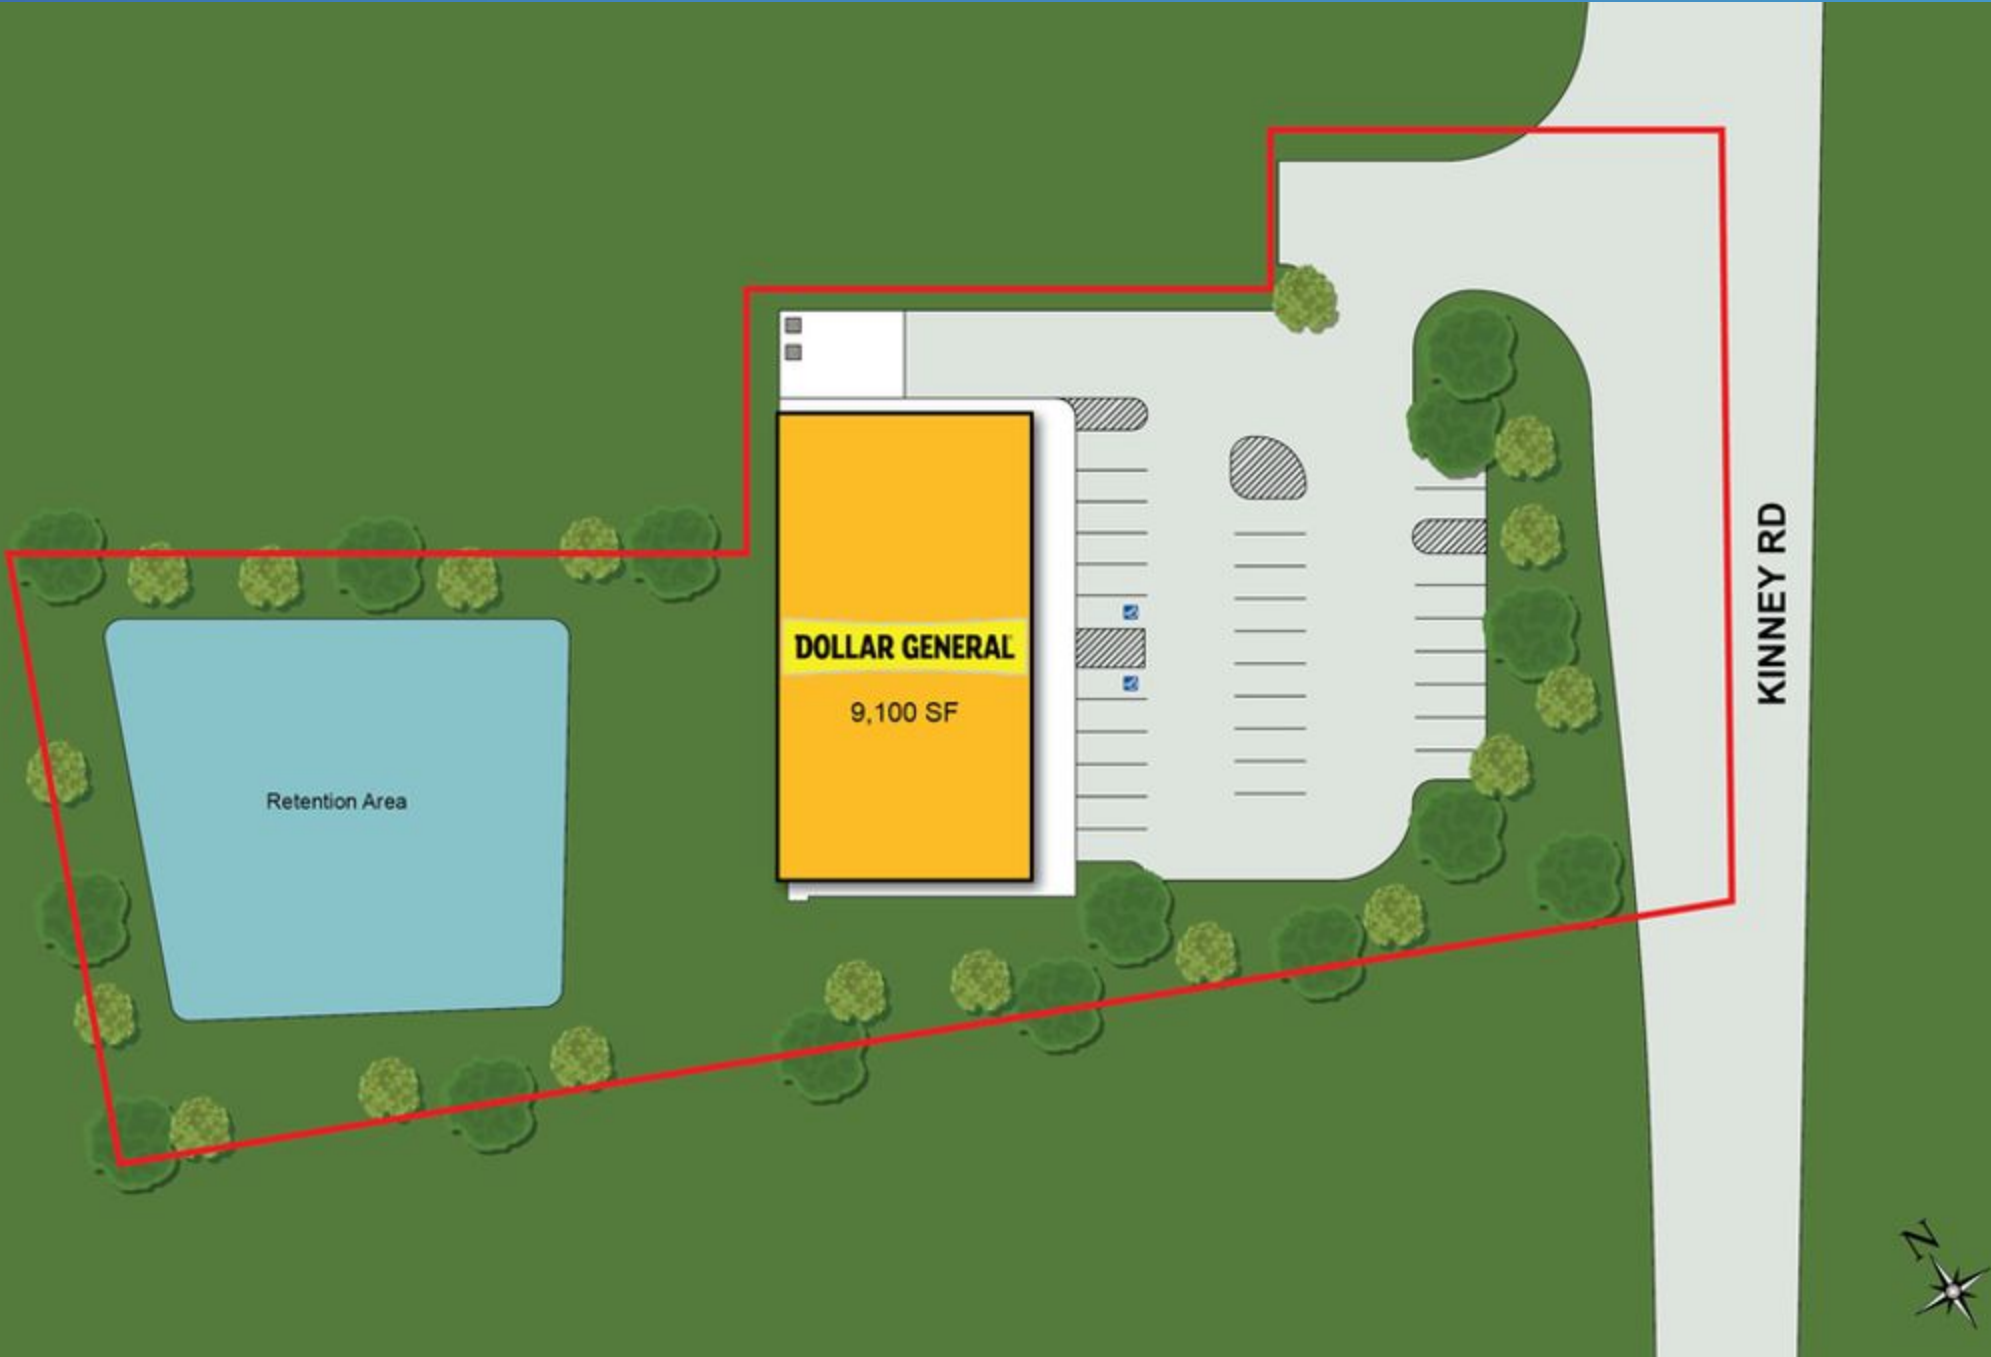 DOLLAR GENERAL
9,100 SF
Retention Area
KINNEY RD
N